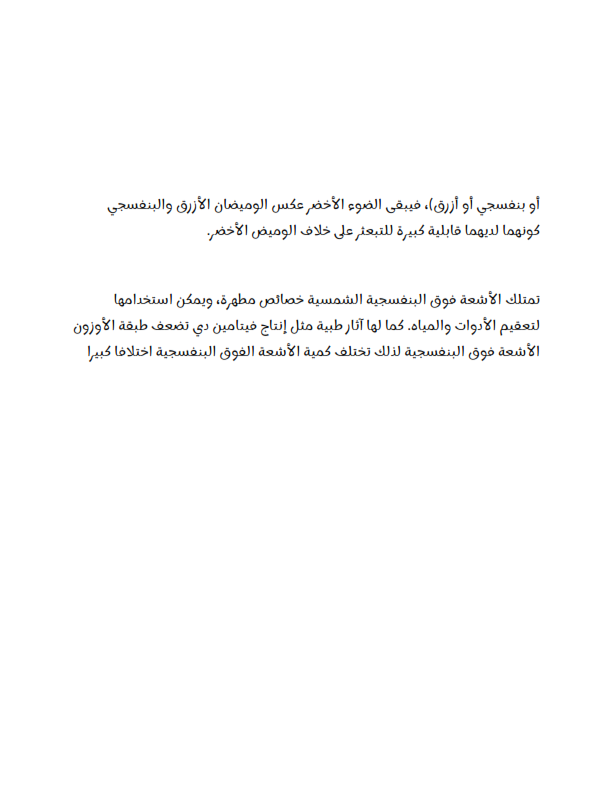 أو بنفسجي أو أزرق)، فيبقى الضوء الأخضر عكس الوميضان الأزرق والبنفسجي
كونهما لديهما قابلية كبيرة للتبعثر على خلاف الوميض الأخضر.
تمتلك الأشعة فوق البنفسجية الشمسية خصائص مطهرة، ويمكن استخدامها
لتعقيم الأدوات والمياه. كما لها آثار طبية مثل إنتاج فيتامين دي تضعف طبقة الأوزون
الأشعة فوق البنفسجية لذلك تختلف كمية الأشعة الفوق البنفسجية اختلافا كبيرا